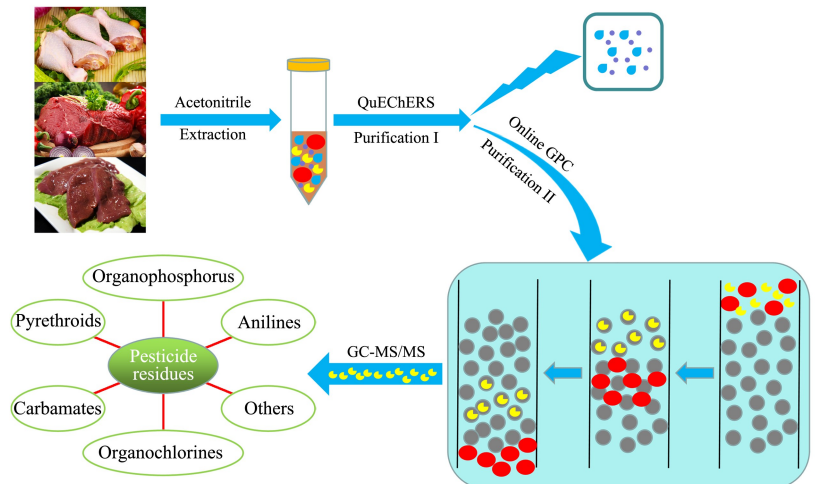 Acetonitrile
Extraction
QuEChERS
Purification I
Online GPC
Purification II
GC-MS/MS
Organophosphorus
Pyrethroids
Anilines
Pesticide
residues
Carbamates
Others
Organochlorines